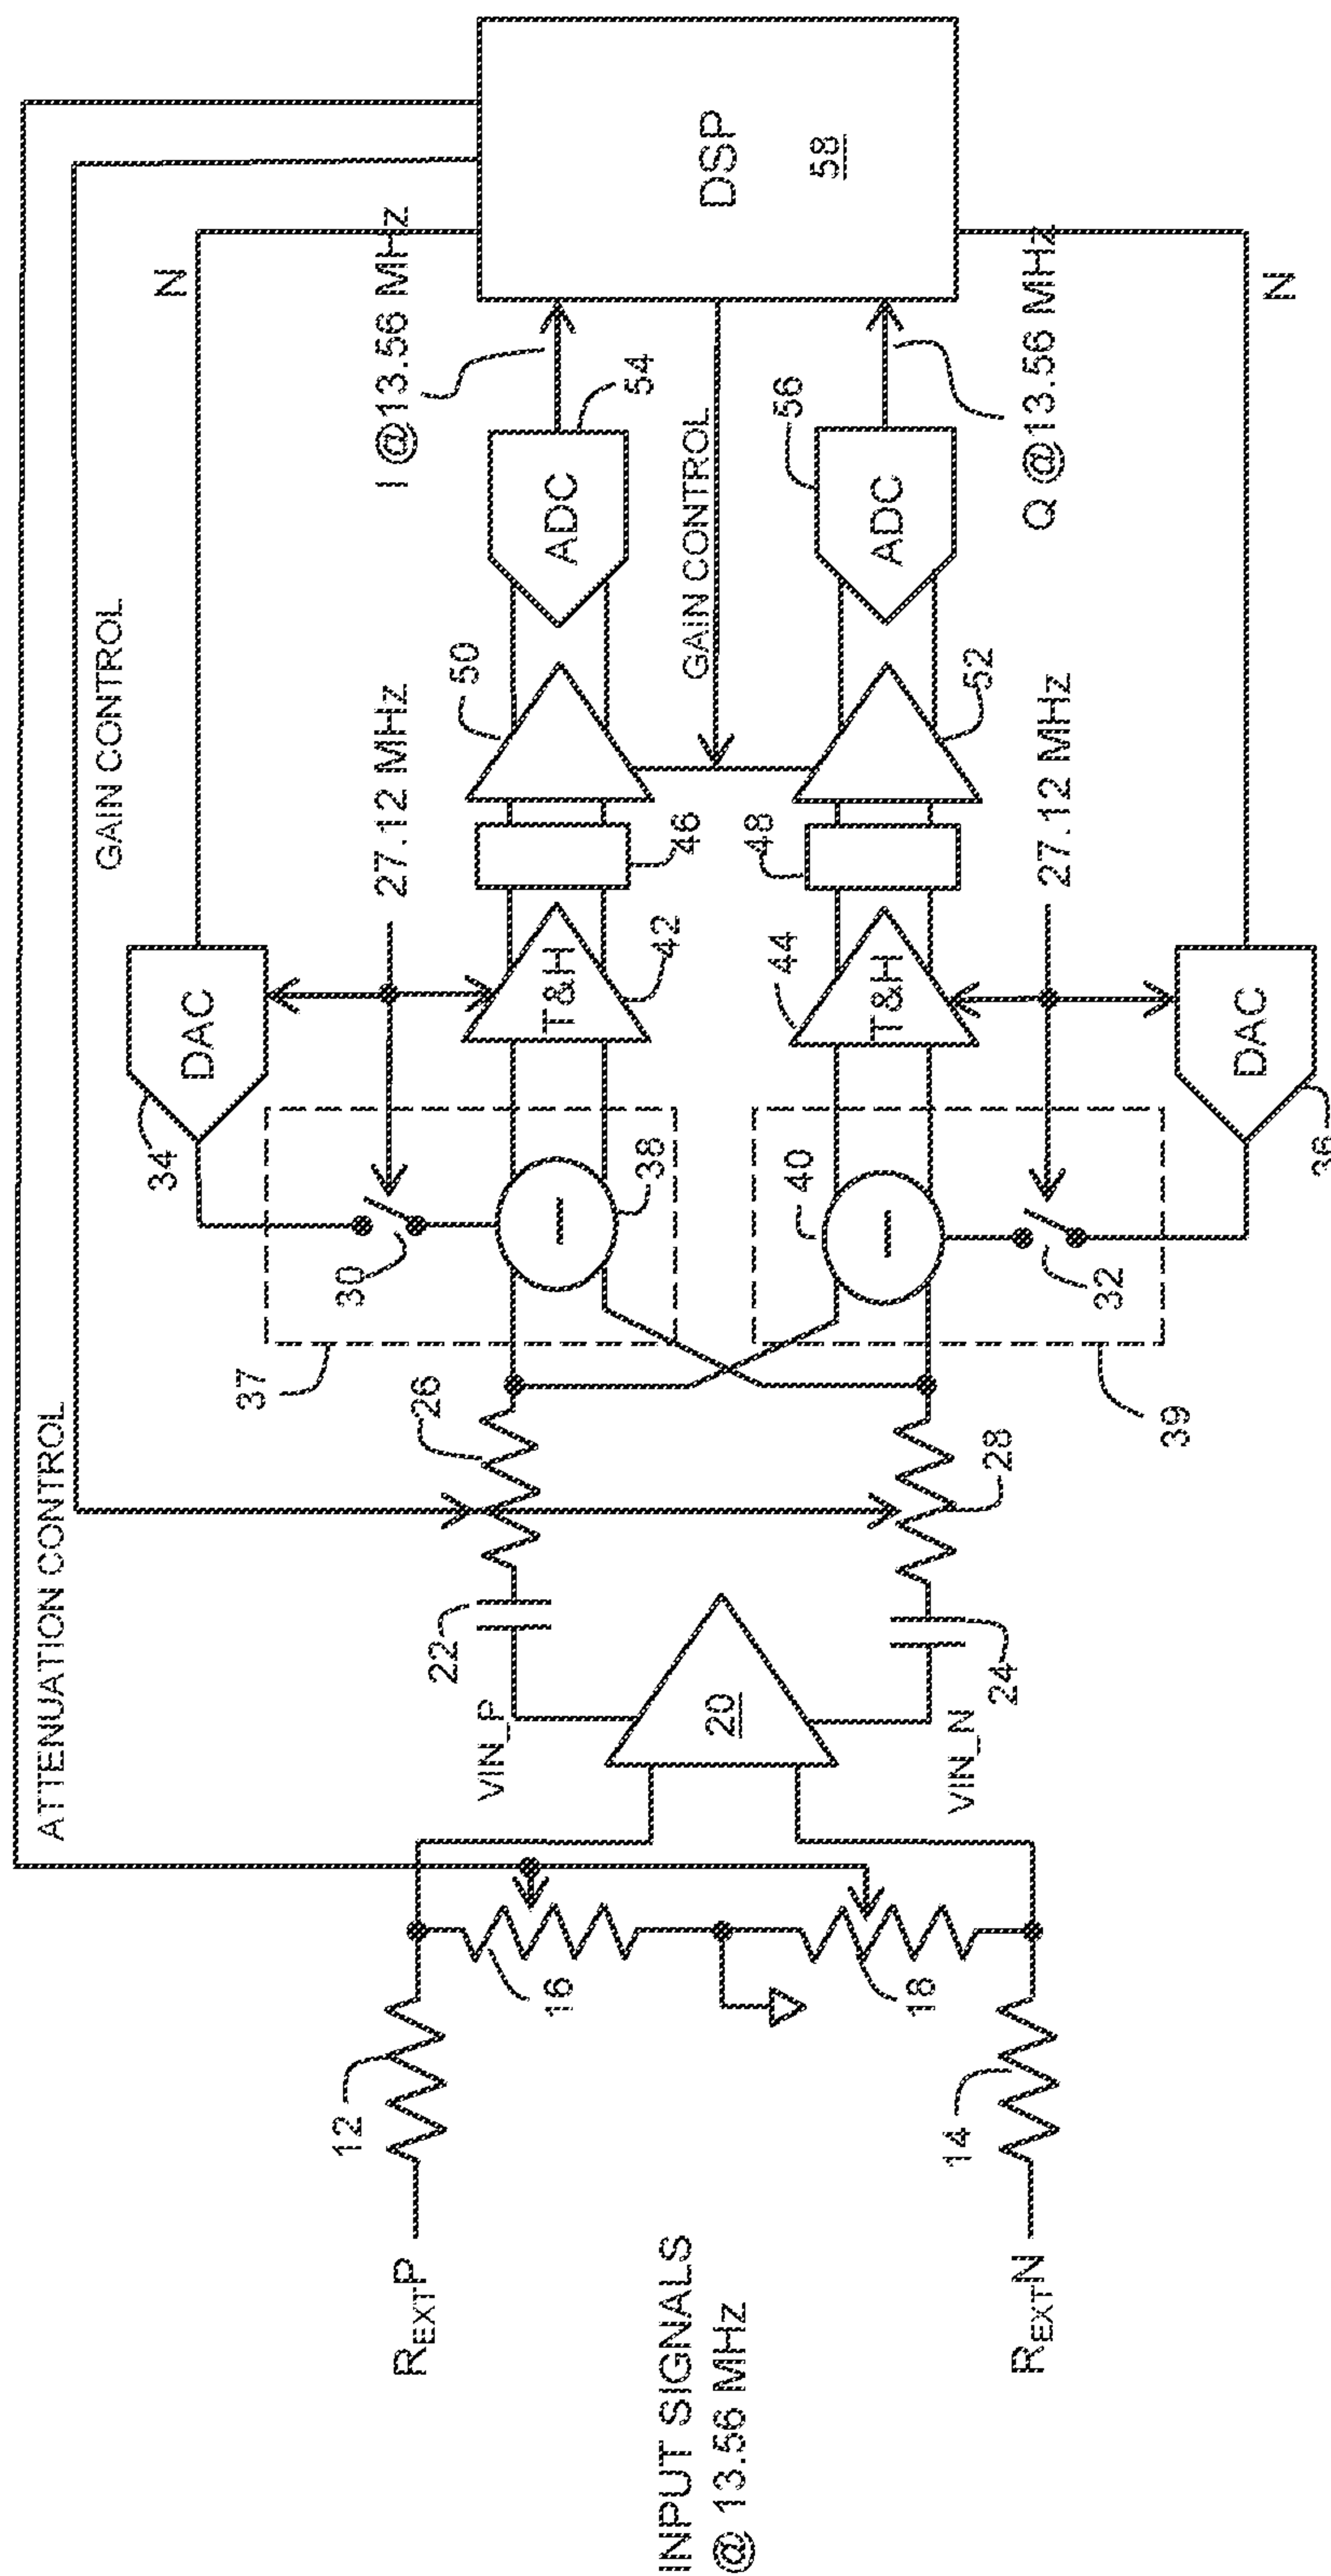 ATTENUATION CONTROL
GAIN CONTROL
N
34
DAC
27.12 MHz
I @13.56 MHz
37
30
38
T&H
42
46
50
ADC
54
REXTP
12
16
VIN_P
22
26
INPUT SIGNALS
@ 13.56 MHz
20
GAIN CONTROL
DSP
58
REXTN
14
18
VIN_N
24
28
40
44
T&H
48
52
ADC
56
Q @13.56 MHz
39
32
27.12 MHz
DAC
36
N